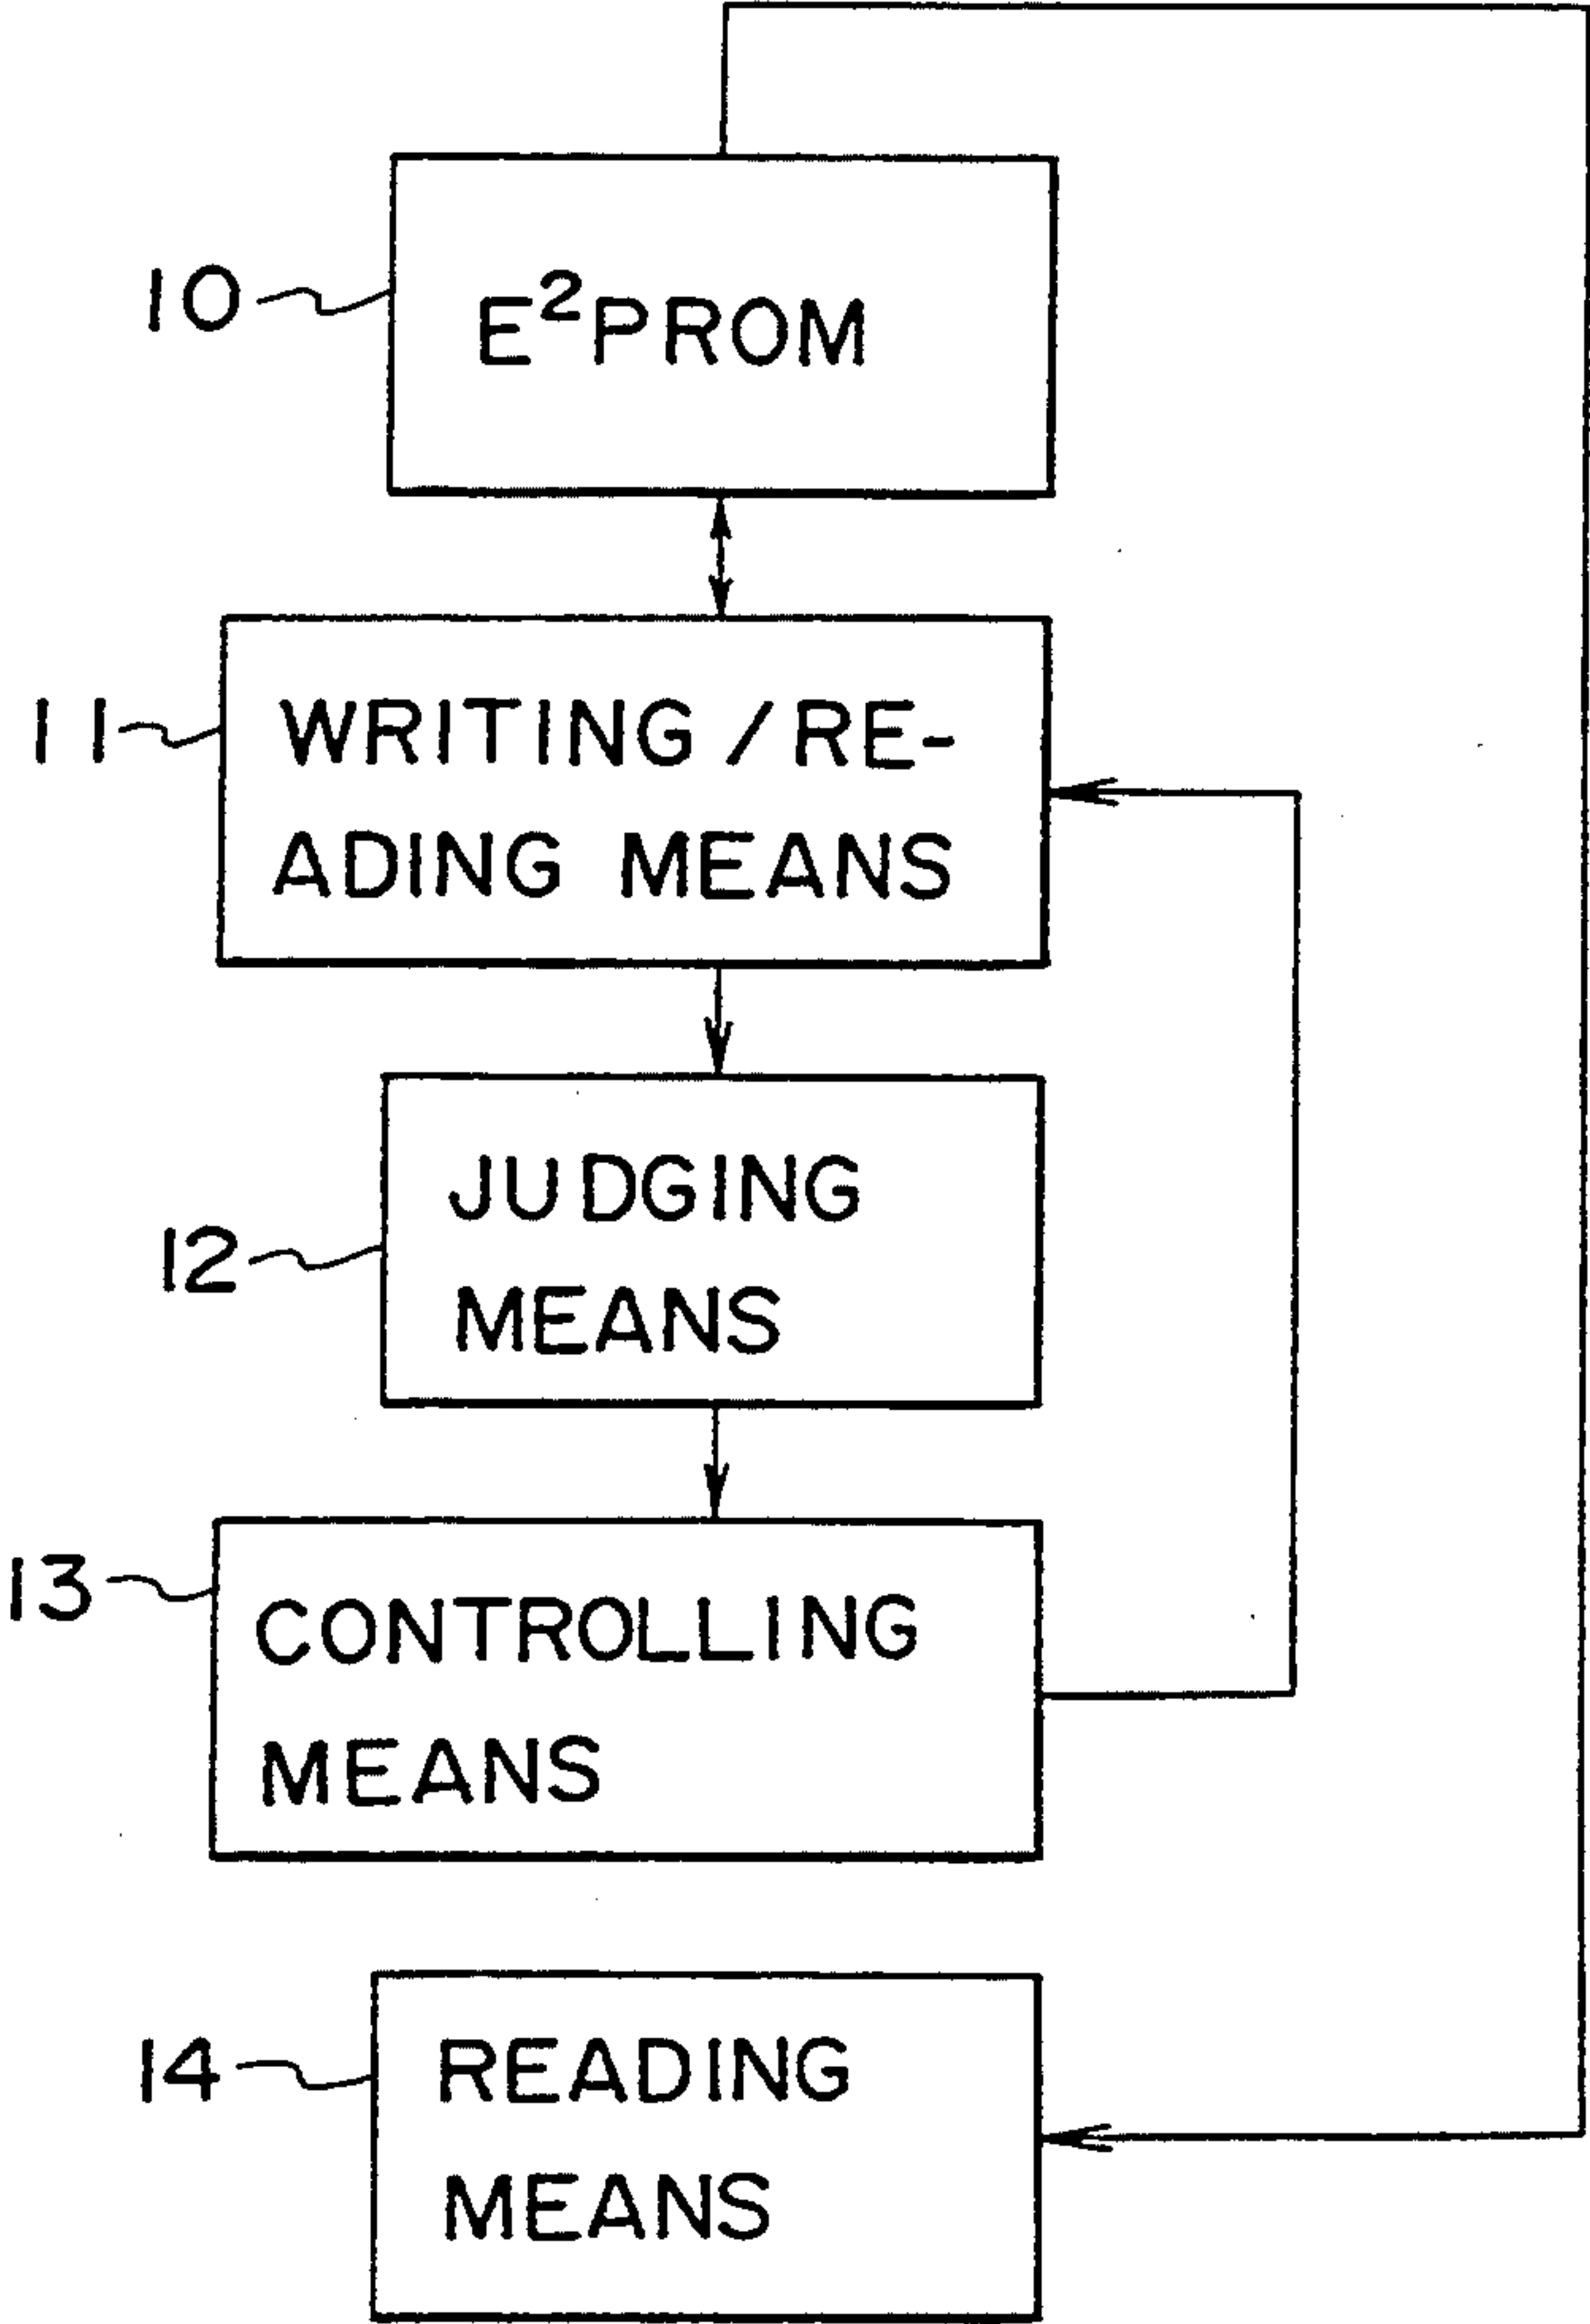 10
E²PROM
11
WRITING/RE-
ADING MEANS
12
JUDGING
MEANS
13
CONTROLLING
MEANS
14
READING
MEANS